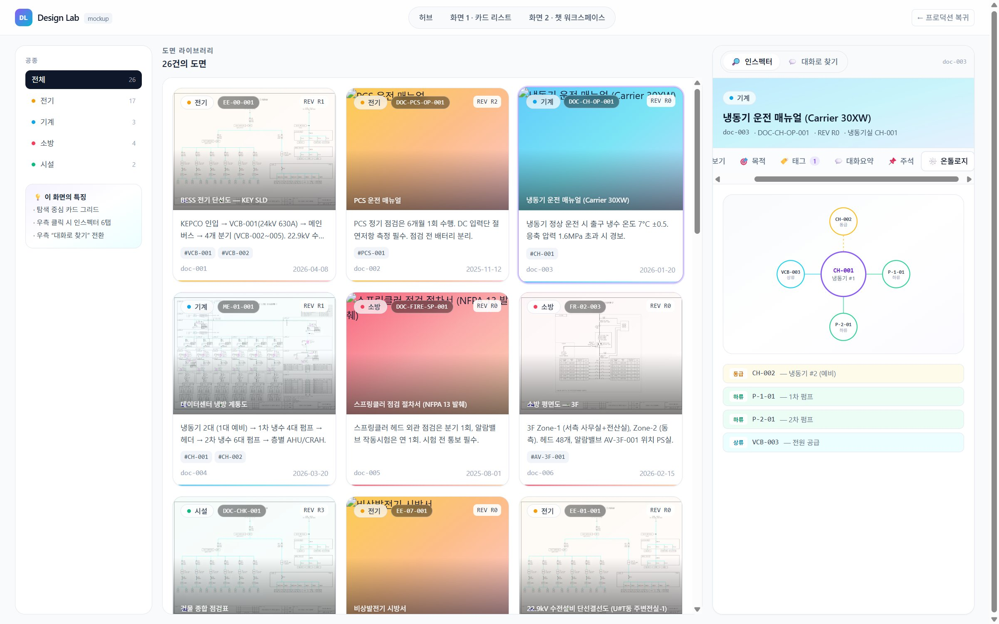 DL Design Lab mockup
허브 화면 1 · 카드 리스트 화면 2 · 챗 워크스페이스
← 프로덕션 복귀
공종
전체 26
전기 17
기계 3
소방 4
시설 2
💡 이 화면의 특징
· 탐색 중심 카드 그리드
· 우측 클릭 시 인스펙터 6탭
· 우측 “대화로 찾기” 전환
도면 라이브러리
26건의 도면
전기 EE-00-001 REV R1
BESS 전기 단선도 — KEY SLD
KEPCO 인입 → VCB-001(24kV 630A) → 메인
버스 → 4개 분기 (VCB-002~005). 22.9kV 수...
#VCB-001 #VCB-002
doc-001 2026-04-08
PCS 운전 매뉴얼
전기 DOC-PCS-OP-001 REV R2
PCS 운전 매뉴얼
PCS 정기 점검은 6개월 1회 수행. DC 입력단 절
연저항 측정 필수. 점검 전 배터리 분리.
#PCS-001
doc-002 2025-11-12
냉동기 운전 매뉴얼 (Carrier 30XW)
기계 DOC-CH-OP-001 REV R0
냉동기 운전 매뉴얼 (Carrier 30XW)
냉동기 정상 운전 시 출구 냉수 온도 7°C ±0.5.
응축 압력 1.6MPa 초과 시 경보.
#CH-001
doc-003 2026-01-20
기계 ME-01-001 REV R1
데이터센터 냉방 계통도
냉동기 2대 (1대 예비) → 1차 냉수 4대 펌프 →
헤더 → 2차 냉수 6대 펌프 → 층별 AHU/CRAH.
#CH-001 #CH-002
doc-004 2026-03-20
스프링클러 점검 절차서 (NFPA 13 발
췌)
소방 DOC-FIRE-SP-001 REV R0
스프링클러 점검 절차서 (NFPA 13 발췌)
스프링클러 헤드 외관 점검은 분기 1회, 알람밸
브 작동시험은 연 1회. 시험 전 통보 필수.
doc-005 2025-08-01
소방 FR-02-003 REV R0
소방 평면도 — 3F
3F Zone-1 (서측 사무실+전산실), Zone-2 (동
측). 헤드 48개, 알람밸브 AV-3F-001 위치 PS실.
#AV-3F-001
doc-006 2026-02-15
시설 DOC-CHK-001 REV R3
건물 종합 점검표
비상발전기 시방서
전기 EE-07-001 REV R0
비상발전기 시방서
전기 EE-01-001 REV R0
22.9kV 수전설비 단선결선도 (U#T동 주변전실-1)
인스펙터 대화로 찾기 doc-003
기계
냉동기 운전 매뉴얼 (Carrier 30XW)
doc-003 · DOC-CH-OP-001 · REV R0 · 냉동기실 CH-001
보기 목적 태그 1 대화요약 주석 온톨로지
CH-002
동급
VCB-003
상류
CH-001
냉동기 #1
P-1-01
하류
P-2-01
하류
동급 CH-002 — 냉동기 #2 (예비)
하류 P-1-01 — 1차 펌프
하류 P-2-01 — 2차 펌프
상류 VCB-003 — 전원 공급